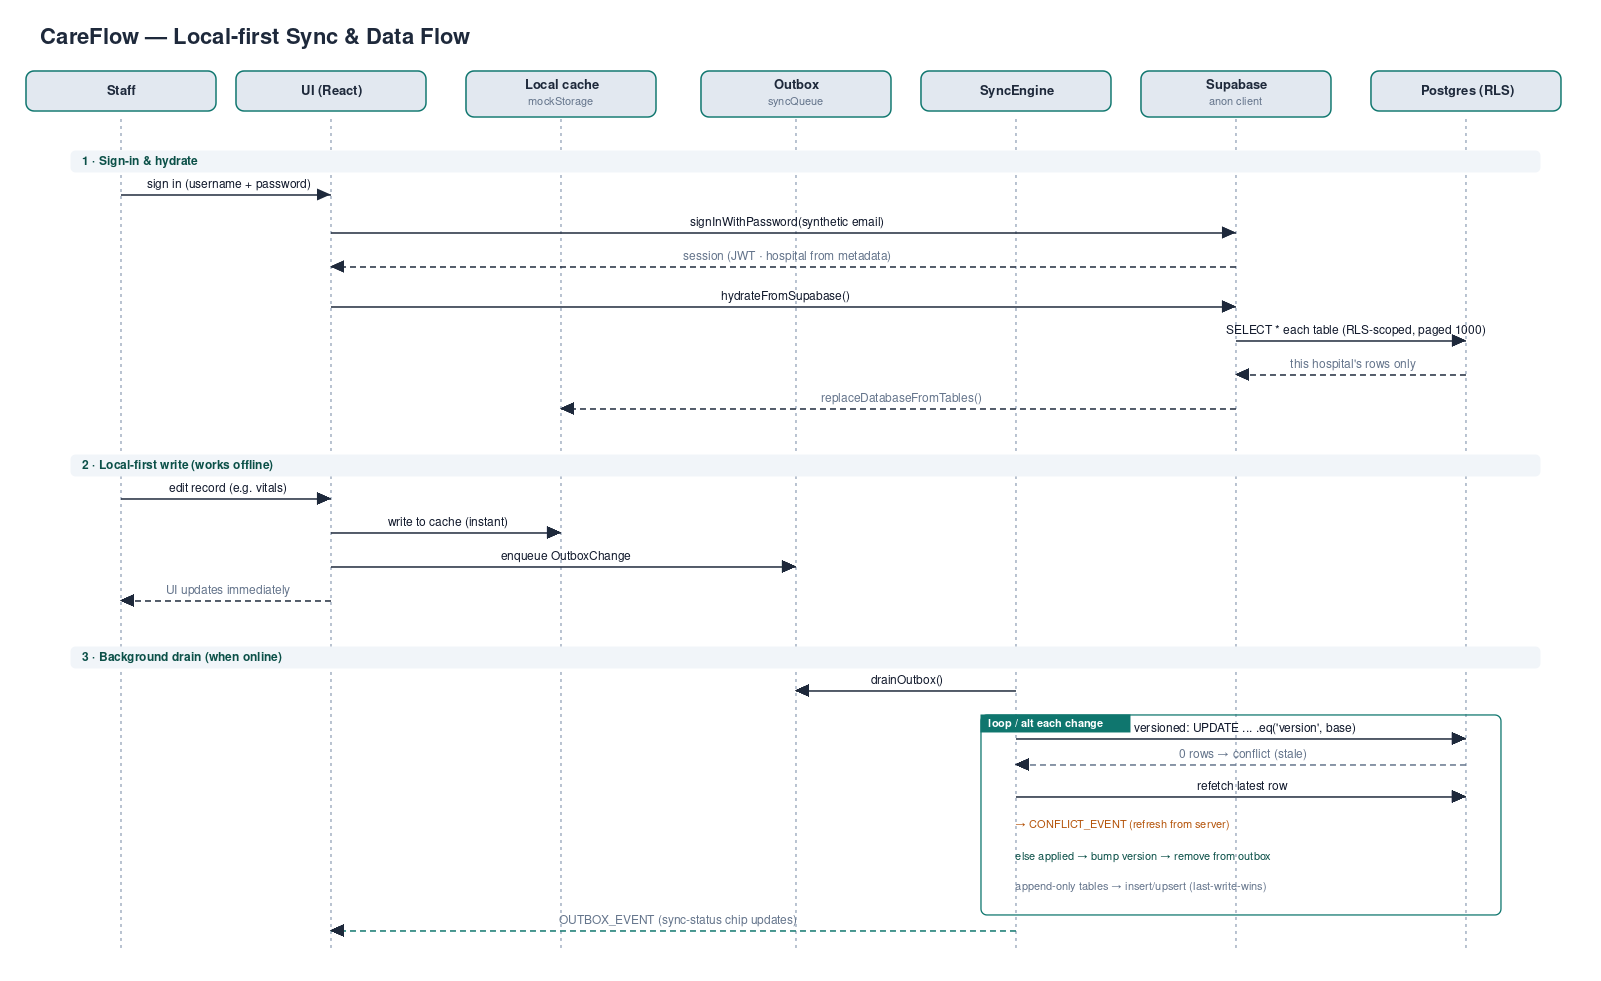 CareFlow — Local-first Sync & Data Flow
Staff
UI (React)
Local cache
mockStorage
Outbox
syncQueue
SyncEngine
Supabase
anon client
Postgres (RLS)
1 · Sign-in & hydrate
sign in (username + password)
signInWithPassword(synthetic email)
session (JWT · hospital from metadata)
hydrateFromSupabase()
SELECT * each table (RLS-scoped, paged 1000)
this hospital's rows only
replaceDatabaseFromTables()
2 · Local-first write (works offline)
edit record (e.g. vitals)
write to cache (instant)
enqueue OutboxChange
UI updates immediately
3 · Background drain (when online)
drainOutbox()
loop / alt each change
versioned: UPDATE ... .eq('version', base)
0 rows → conflict (stale)
refetch latest row
→ CONFLICT_EVENT (refresh from server)
else applied → bump version → remove from outbox
append-only tables → insert/upsert (last-write-wins)
OUTBOX_EVENT (sync-status chip updates)